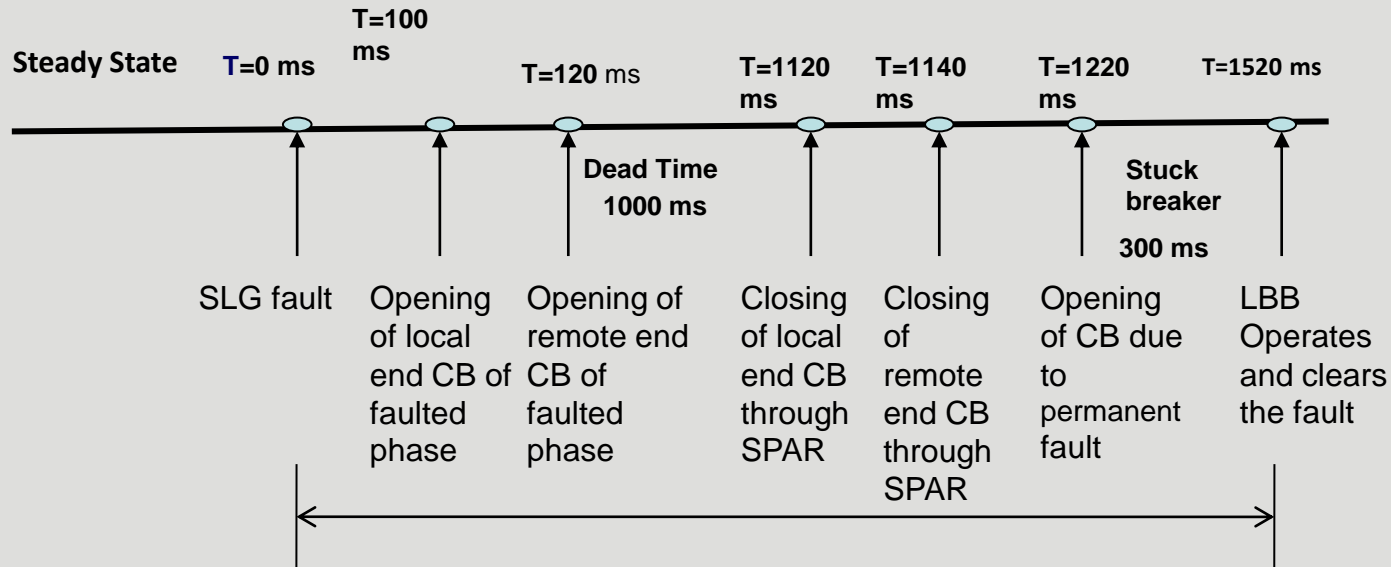 Steady State
T=0 ms
T=100
ms
T=120 ms
T=1120
ms
T=1140
ms
T=1220
ms
T=1520 ms
Dead Time
1000 ms
Stuck
breaker
300 ms
SLG fault
Opening
of local
end CB of
faulted
phase
Opening of
remote end
CB of
faulted
phase
Closing
of local
end CB
through
SPAR
Closing
of
remote
end CB
through
SPAR
Opening
of CB due
to
permanent
fault
LBB
Operates
and clears
the fault